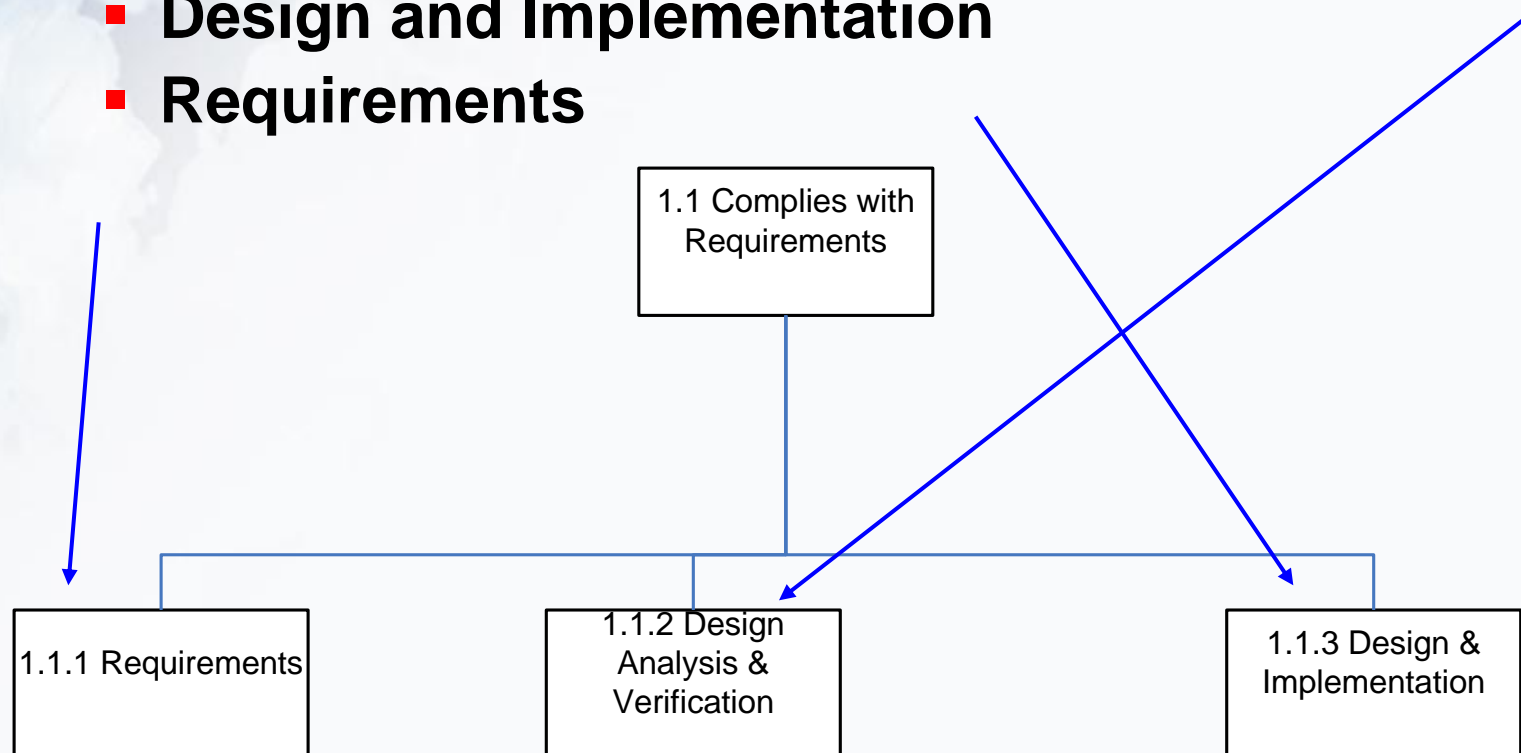 Design and Implementation
Requirements
1.1 Complies with
Requirements
1.1.1 Requirements
1.1.2 Design
Analysis &
Verification
1.1.3 Design &
Implementation